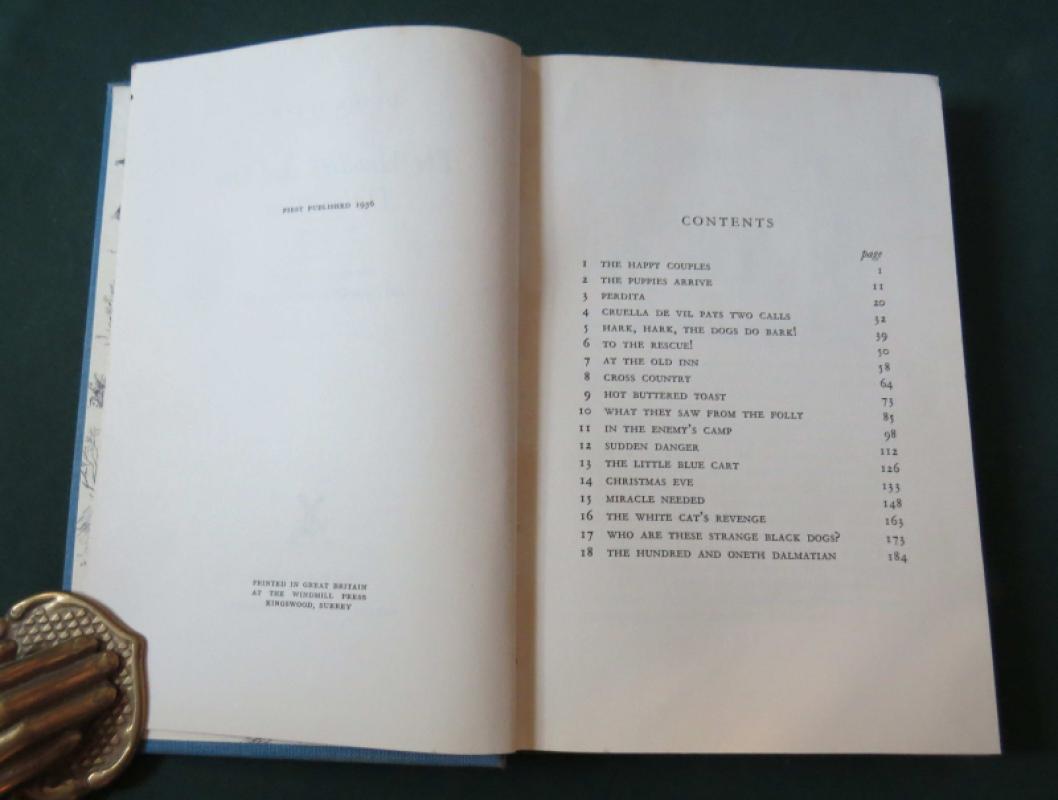 FIRST PUBLISHED 1956
PRINTED IN GREAT BRITAIN
AT THE WINDMILL PRESS
KINGSWOOD, SURREY
CONTENTS
page
1 THE HAPPY COUPLES 1
2 THE PUPPIES ARRIVE 11
3 PERDITA 20
4 CRUELLA DE VIL PAYS TWO CALLS 32
5 HARK, HARK, THE DOGS DO BARK! 39
6 TO THE RESCUE! 50
7 AT THE OLD INN 58
8 CROSS COUNTRY 64
9 HOT BUTTERED TOAST 73
10 WHAT THEY SAW FROM THE FOLLY 85
11 IN THE ENEMY'S CAMP 98
12 SUDDEN DANGER 112
13 THE LITTLE BLUE CART 126
14 CHRISTMAS EVE 133
15 MIRACLE NEEDED 148
16 THE WHITE CAT'S REVENGE 163
17 WHO ARE THESE STRANGE BLACK DOGS? 173
18 THE HUNDRED AND ONETH DALMATIAN 184